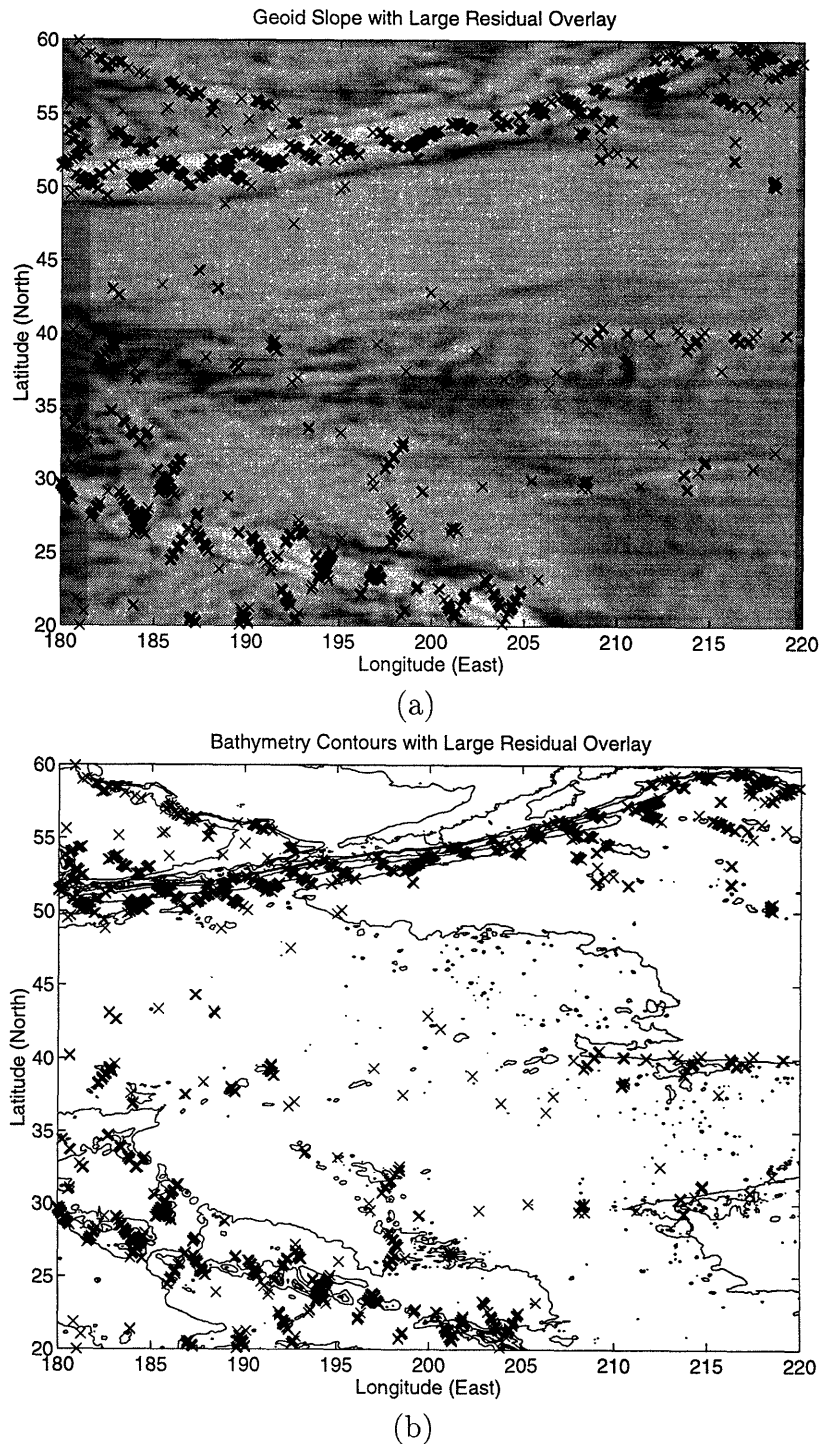 Geoid Slope with Large Residual Overlay
60
55
50
45
40
35
30
25
20
Latitude (North)
180 185 190 195 200 205 210 215 220
Longitude (East)
(a)
Bathymetry Contours with Large Residual Overlay
60
55
50
45
40
35
30
25
20
Latitude (North)
180 185 190 195 200 205 210 215 220
Longitude (East)
(b)